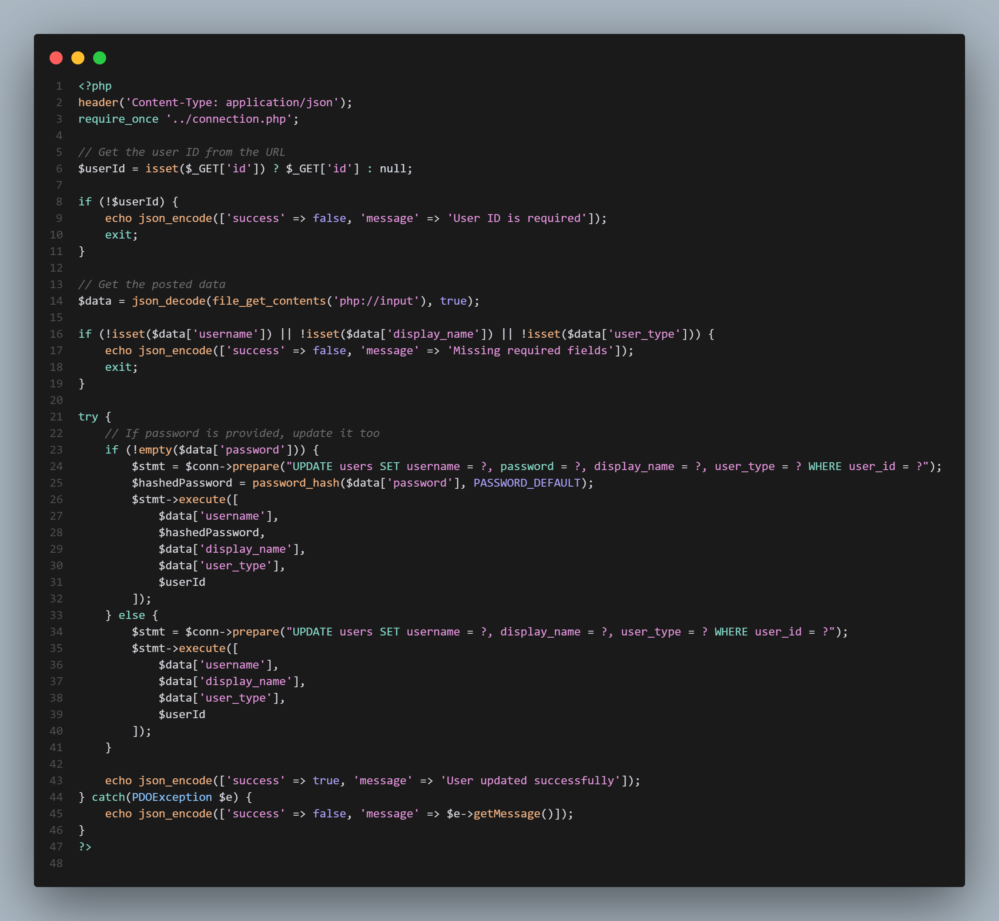 1 <?php
2 header('Content-Type: application/json');
3 require_once '../connection.php';
4
5 // Get the user ID from the URL
6 $userId = isset($_GET['id']) ? $_GET['id'] : null;
7
8 if (!$userId) {
9     echo json_encode(['success' => false, 'message' => 'User ID is required']);
10     exit;
11 }
12
13 // Get the posted data
14 $data = json_decode(file_get_contents('php://input'), true);
15
16 if (!isset($data['username']) || !isset($data['display_name']) || !isset($data['user_type'])) {
17     echo json_encode(['success' => false, 'message' => 'Missing required fields']);
18     exit;
19 }
20
21 try {
22     // If password is provided, update it too
23     if (!empty($data['password'])) {
24         $stmt = $conn->prepare("UPDATE users SET username = ?, password = ?, display_name = ?, user_type = ? WHERE user_id = ?");
25         $hashedPassword = password_hash($data['password'], PASSWORD_DEFAULT);
26         $stmt->execute([
27             $data['username'],
28             $hashedPassword,
29             $data['display_name'],
30             $data['user_type'],
31             $userId
32         ]);
33     } else {
34         $stmt = $conn->prepare("UPDATE users SET username = ?, display_name = ?, user_type = ? WHERE user_id = ?");
35         $stmt->execute([
36             $data['username'],
37             $data['display_name'],
38             $data['user_type'],
39             $userId
40         ]);
41     }
42
43     echo json_encode(['success' => true, 'message' => 'User updated successfully']);
44 } catch(PDOException $e) {
45     echo json_encode(['success' => false, 'message' => $e->getMessage()]);
46 }
47 ?>
48